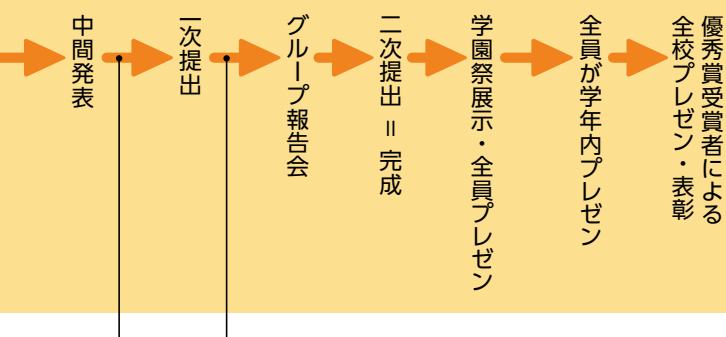 中間発表
一次提出
グループ報告会
二次提出=完成
学園祭展示・全員プレゼン
全員が学年内プレゼン
優秀賞受賞者による
全校プレゼン・表彰